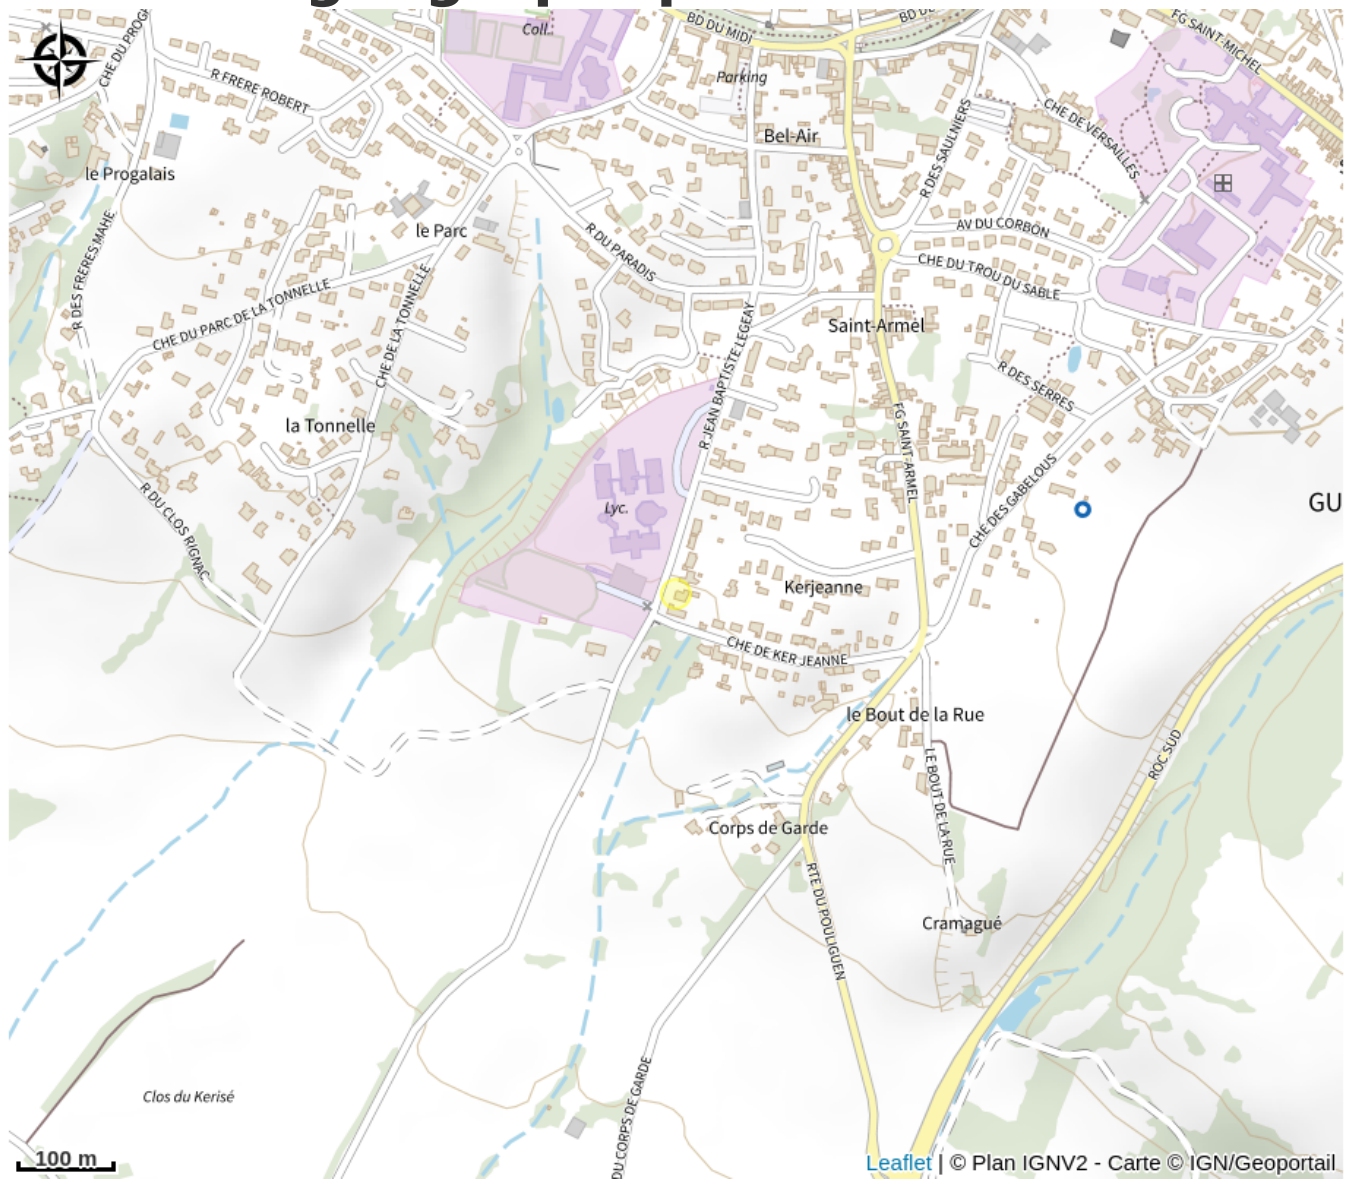 Coll.
BD DU MIDI
BD DU
FG SAINT-MICHEL
CHE DU PROG
R FRERE ROBERT
Parking
Bel-Air
R DES SAULNIERS
CHE DE VERSAILLES
le Progalais
le Parc
R DU PARADIS
AV DU CORBON
CHE DU TROU DU SABLE
R DES FRERES MAHE
CHE DU PARC DE LA TONNELLE
CHE DE LA TONNELLE
R JEAN BAPTISTE LEGEAY
Saint-Armel
R DES SERRES
la Tonnelle
FG SAINT-ARMEL
CHE DES GABELOUS
R DU CLOS RIGNAC
Lyc.
GU
Kerjeanne
CHE DE KER JEANNE
le Bout de la Rue
LE BOUT DE LA RUE
ROC SUD
Corps de Garde
RTE DU POULIGUEN
Cramagué
DU CORPS DE GARDE
Clos du Kerisé
100 m
Leaflet | © Plan IGNV2 - Carte © IGN/Geoportail